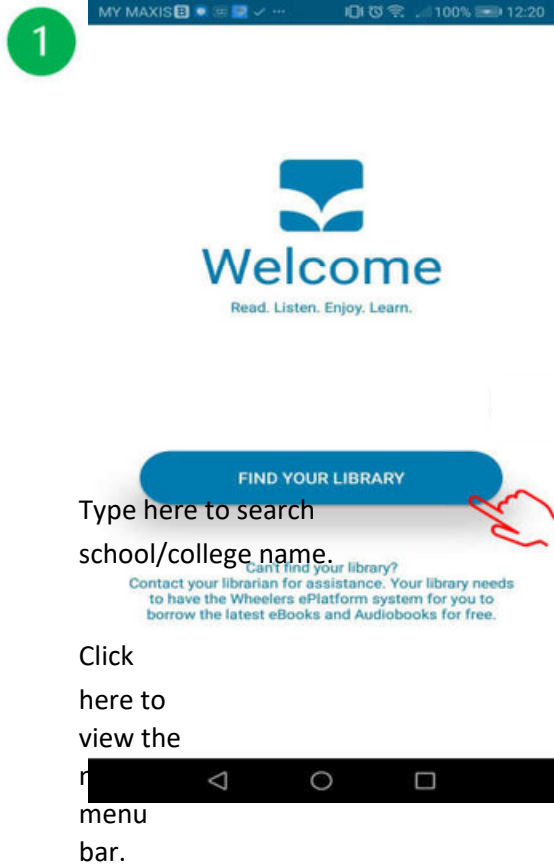 1
MY MAXIS B ... 100% 12:20
Welcome
Read. Listen. Enjoy. Learn.
FIND YOUR LIBRARY
Type here to search
school/college name.
Can't find your library?
Contact your librarian for assistance. Your library needs
to have the Wheelers ePlatform system for you to
borrow the latest eBooks and Audiobooks for free.
Click
here to
view the
menu
bar.